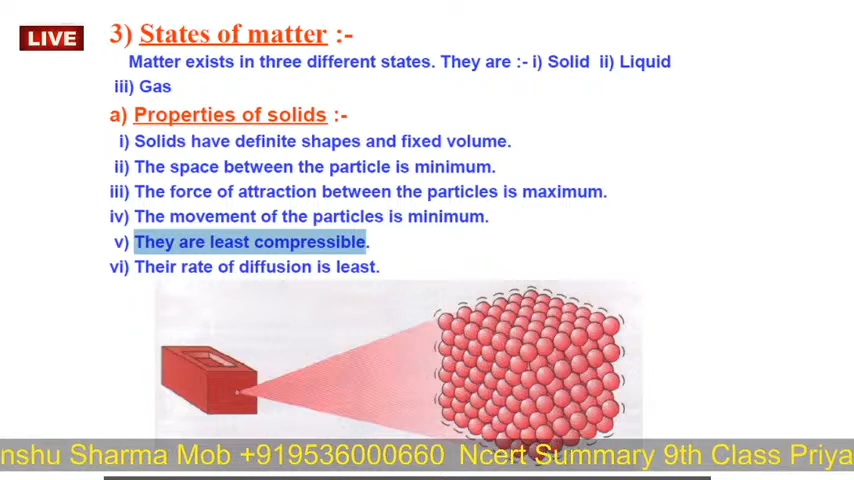 LIVE
3) States of matter :-
Matter exists in three different states. They are :- i) Solid ii) Liquid
iii) Gas
a) Properties of solids :-
i) Solids have definite shapes and fixed volume.
ii) The space between the particle is minimum.
iii) The force of attraction between the particles is maximum.
iv) The movement of the particles is minimum.
v) They are least compressible.
vi) Their rate of diffusion is least.
nshu Sharma Mob +919536000660 Ncert Summary 9th Class Priya